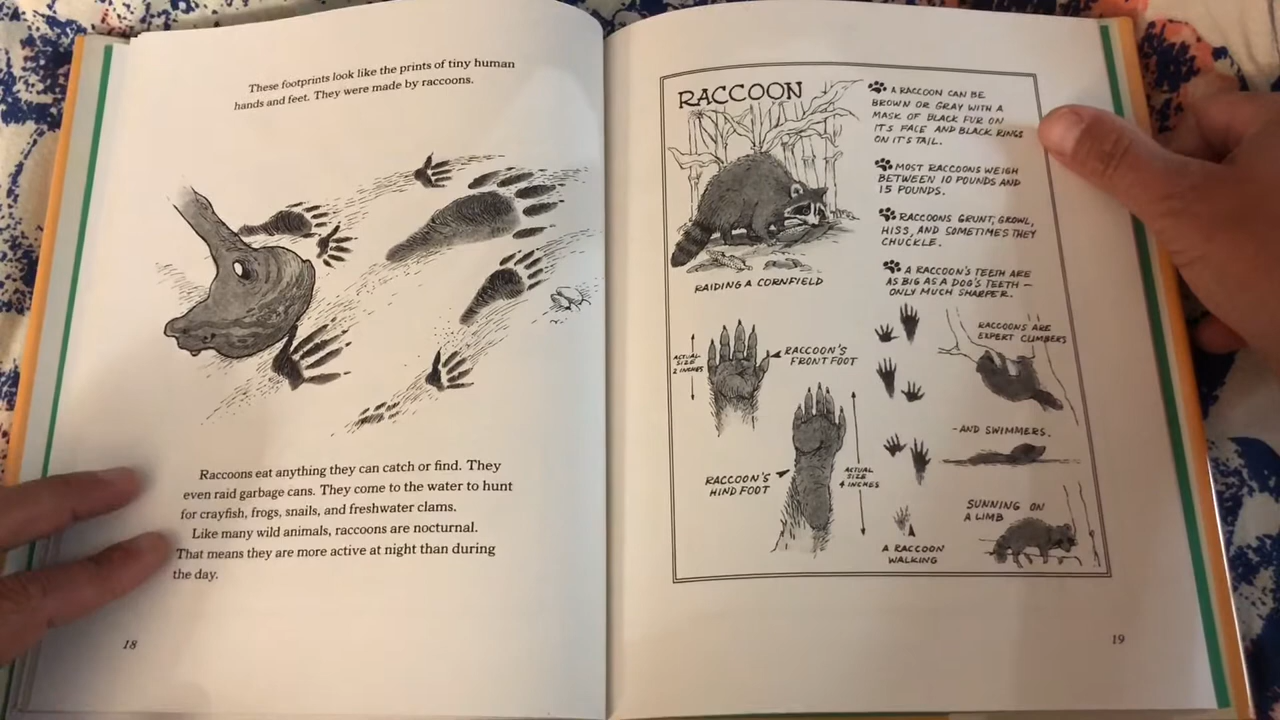 These footprints look like the prints of tiny human
hands and feet. They were made by raccoons.
Raccoons eat anything they can catch or find. They
even raid garbage cans. They come to the water to hunt
for crayfish, frogs, snails, and freshwater clams.
Like many wild animals, raccoons are nocturnal.
That means they are more active at night than during
the day.
18
RACCOON
RAIDING A CORNFIELD
A RACCOON CAN BE
BROWN OR GRAY WITH A
MASK OF BLACK FUR ON
ITS FACE AND BLACK RINGS
ON IT'S TAIL.
MOST RACCOONS WEIGH
BETWEEN 10 POUNDS AND
15 POUNDS.
RACCOONS GRUNT, GROWL,
HISS, AND SOMETIMES THEY
CHUCKLE.
A RACCOON'S TEETH ARE
AS BIG AS A DOG'S TEETH —
ONLY MUCH SHARPER.
ACTUAL
SIZE
2 INCHES
RACCOON'S
FRONT FOOT
RACCOON'S
HIND FOOT
ACTUAL
SIZE
4 INCHES
A RACCOON
WALKING
RACCOONS ARE
EXPERT CLIMBERS
-AND SWIMMERS.
SUNNING ON
A LIMB
19